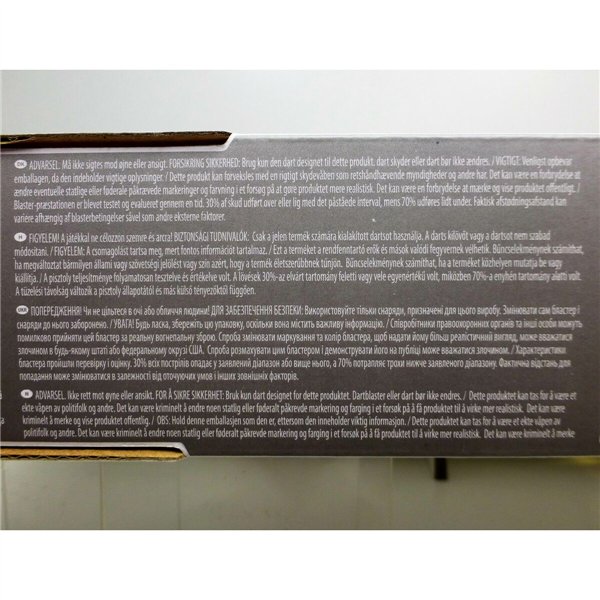 DK ADVARSEL. Må ikke sigtes mod øjne eller ansigt. FORSIKRING SIKKERHED: Brug kun den dart designet til dette produkt. dart skyder eller dart bør ikke ændres. / VIGTIGT: Venligst opbevar
emballagen, da den indeholder vigtige oplysninger. / Dette produkt kan forveksles med en rigtigt skydevåben som retshåndhævende myndigheder og andre har. Det kan være en forbrydelse at
ændre eventuelle statlige eller føderale påkrævede markeringer og farvning i et forsøg på at gøre produktet mere realistisk. Det kan være en forbrydelse at mærke og vise produktet offentligt. /
Blaster-præstationen er blevet testet og evalueret gennem en tid. 30% af skud udført over eller lig med det påståede interval, mens 70% udføres lidt under. Faktisk afstødningsafstand kan
variere afhængig af blasterbetingelser såvel som andre eksterne faktorer.
H FIGYELEM! A játékkal ne célozzon szemre és arcra! BIZTONSÁGI TUDNIVALÓK: Csak a jelen termék számára kialakított dartsot használja. A darts kilövőt vagy a dartsot nem szabad
módosítani. / FIGYELEM: A csomagolást tartsa meg, mert fontos információt tartalmaz. / Ezt a terméket a rendfenntartó erők és mások valódi fegyvernek vélhetik. Bűncselekménynek számíthat,
ha megváltoztat bármilyen állami vagy szövetségi jelölést vagy szín azért, hogy a termék életszerűbbnek tűnjön. Bűncselekménynek számíthat, ha a terméket közhelyen mutatja be vagy
kiállítja. / A pisztoly teljesítménye folyamatosan tesztelve és értékelve volt. A lövések 30%-az elvárt tartomány feletti vagy vele egyenértékű volt, miközben 70%-a enyhén tartomány alatti volt.
A tüzelési távolság változik a pisztoly állapotától és más külső tényezőktől függően.
UKR ПОПЕРЕДЖЕННЯ! Чи не цільтеся в очі або обличчя людини! ДЛЯ ЗАБЕЗПЕЧЕННЯ БЕЗПЕКИ: Використовуйте тільки снаряди, призначені для цього виробу. Змінювати сам бластер і
снаряди до нього заборонено. / УВАГА! Будь ласка, збережіть цю упаковку, оскільки вона містить важливу інформацію. / Співробітники правоохоронних органів та інші особи можуть
помилково прийняти цей бластер за реальну вогнепальну зброю. Спроба змінити маркування та колір бластера, щоб надати йому більш реалістичний вигляд, може вважатися
злочином в будь-якому штаті або федеральному окрузі США. Спроба розмахувати цим бластером і демонструвати його на публіці може вважатися злочином. / Характеристики
бластера пройшли перевірку і оцінку. 30% всіх пострілів опадає у заявлений діапазон або вище нього, а 70% потрапляє трохи нижче заявленого діапазону. Фактична відстань для
попадання може змінюватися в залежності від оточуючих умов і інших зовнішніх факторів.
N ADVARSEL. Ikke rett mot øyne eller ansikt. FOR Å SIKRE SIKKERHET: Bruk kun dart designet for dette produktet. Dartblaster eller dart bør ikke endres. / Dette produktet kan tas for å være et
ekte våpen av politifolk og andre. Det kan være kriminelt å endre noen statlig eller føderalt påkrevde markering og farging i et forsøk på å få produktet til å virke mer realistisk. Det kan være kriminelt
å merke og vise produktet offentlig. / OBS: Hold denne emballasjen som den er, ettersom den inneholder viktig informasjon. / Dette produktet kan tas for å være et ekte våpen av
politifolk og andre. Det kan være kriminelt å endre noen statlig eller føderalt påkrevde markering og farging i et forsøk på å få produktet til å virke mer realistisk. Det kan være kriminelt å merke